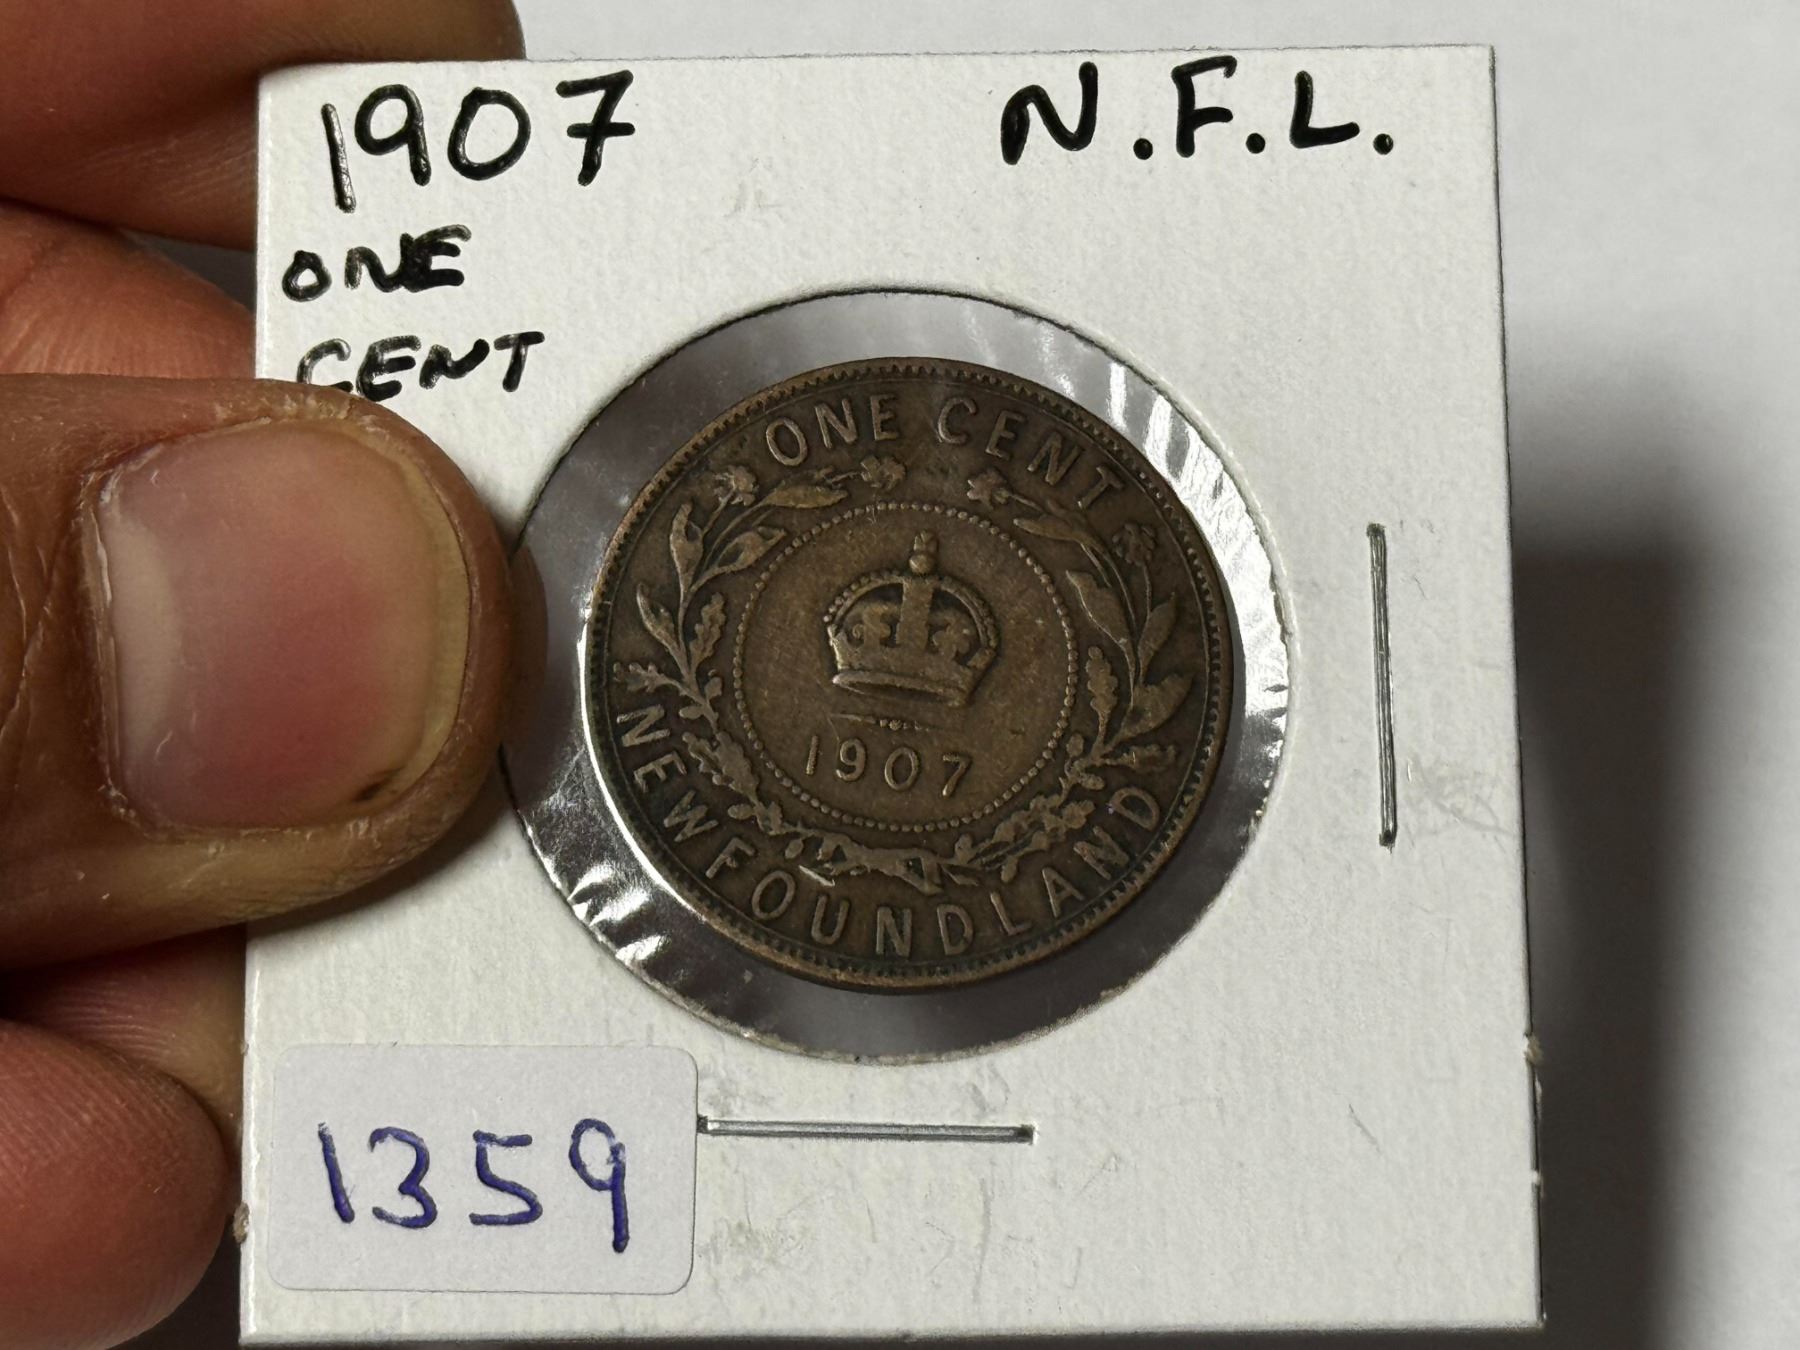 1907 N.F.L.
ONE
CENT
ONE CENT
1907
NEWFOUNDLAND
1359